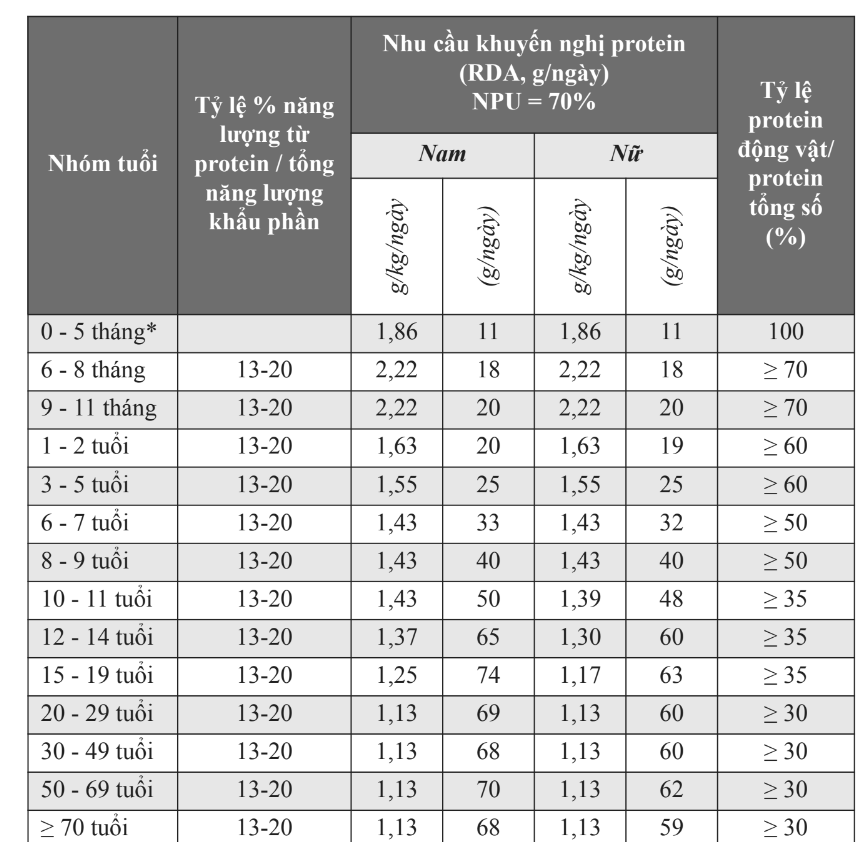 Nhóm tuổi
Tỷ lệ % năng
lượng từ
protein / tổng
năng lượng
khẩu phần
Nhu cầu khuyến nghị protein
(RDA, g/ngày)
NPU = 70%
Tỷ lệ
protein
động vật/
protein
tổng số
(%)
Nam Nữ
g/kg/ngày (g/ngày) g/kg/ngày (g/ngày)
0 - 5 tháng* 1,86 11 1,86 11 100
6 - 8 tháng 13-20 2,22 18 2,22 18 ≥ 70
9 - 11 tháng 13-20 2,22 20 2,22 20 ≥ 70
1 - 2 tuổi 13-20 1,63 20 1,63 19 ≥ 60
3 - 5 tuổi 13-20 1,55 25 1,55 25 ≥ 60
6 - 7 tuổi 13-20 1,43 33 1,43 32 ≥ 50
8 - 9 tuổi 13-20 1,43 40 1,43 40 ≥ 50
10 - 11 tuổi 13-20 1,43 50 1,39 48 ≥ 35
12 - 14 tuổi 13-20 1,37 65 1,30 60 ≥ 35
15 - 19 tuổi 13-20 1,25 74 1,17 63 ≥ 35
20 - 29 tuổi 13-20 1,13 69 1,13 60 ≥ 30
30 - 49 tuổi 13-20 1,13 68 1,13 60 ≥ 30
50 - 69 tuổi 13-20 1,13 70 1,13 62 ≥ 30
≥ 70 tuổi 13-20 1,13 68 1,13 59 ≥ 30